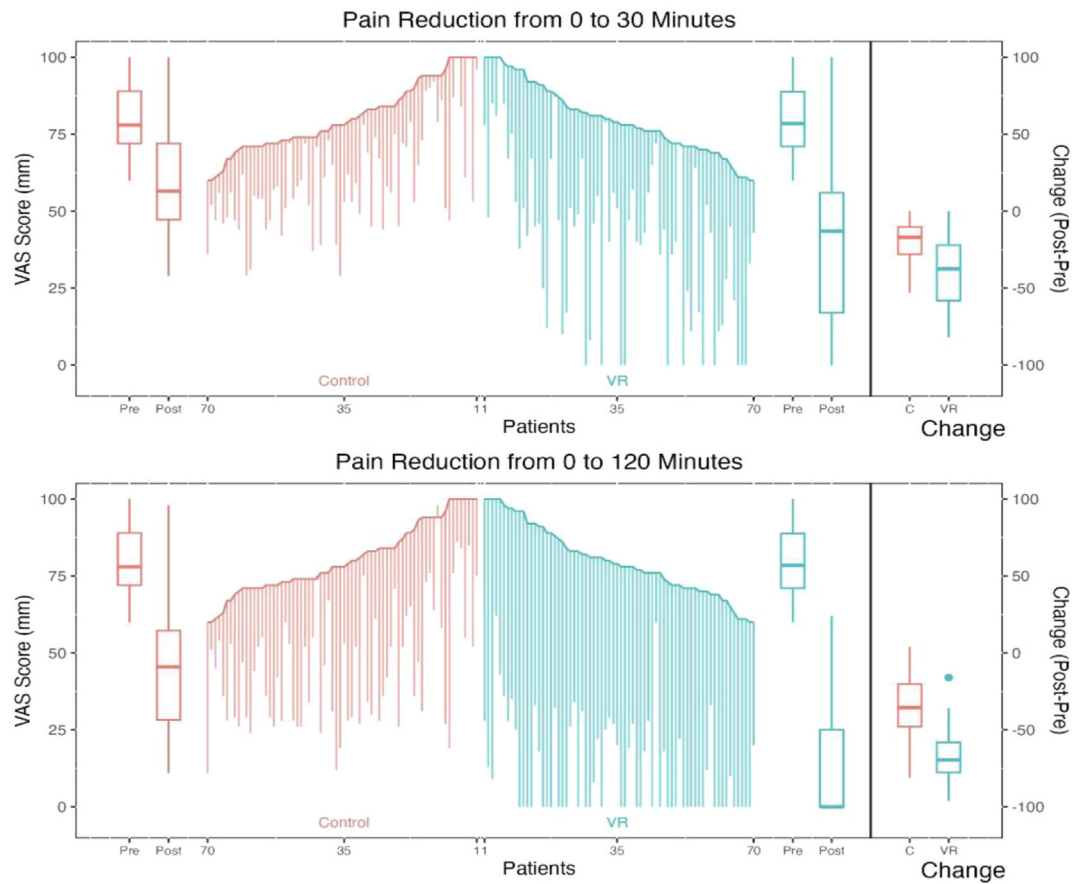 Pain Reduction from 0 to 30 Minutes
VAS Score (mm)
100
75
50
25
0
Control
VR
100
50
0
-50
-100
Change (Post-Pre)
Pre Post 70 35 11 35 70 Pre Post C VR
Patients
Change
Pain Reduction from 0 to 120 Minutes
VAS Score (mm)
100
75
50
25
0
Control
VR
100
50
0
-50
-100
Change (Post-Pre)
Pre Post 70 35 11 35 70 Pre Post C VR
Patients
Change